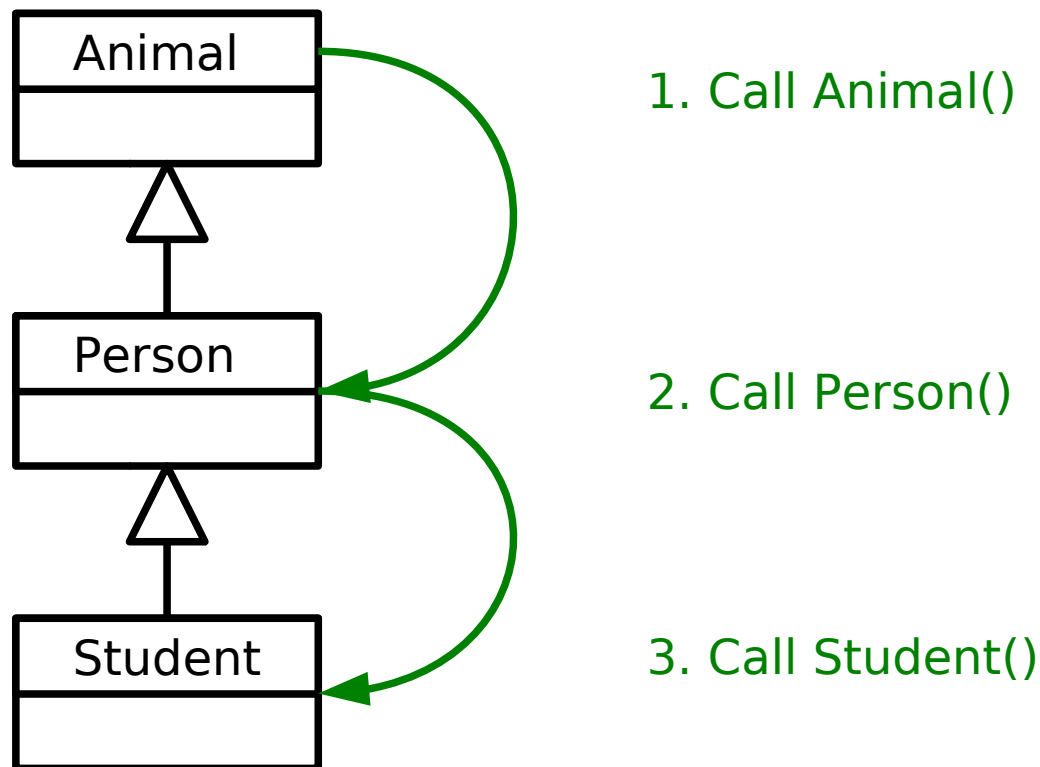 Animal
1. Call Animal()
Person
2. Call Person()
Student
3. Call Student()